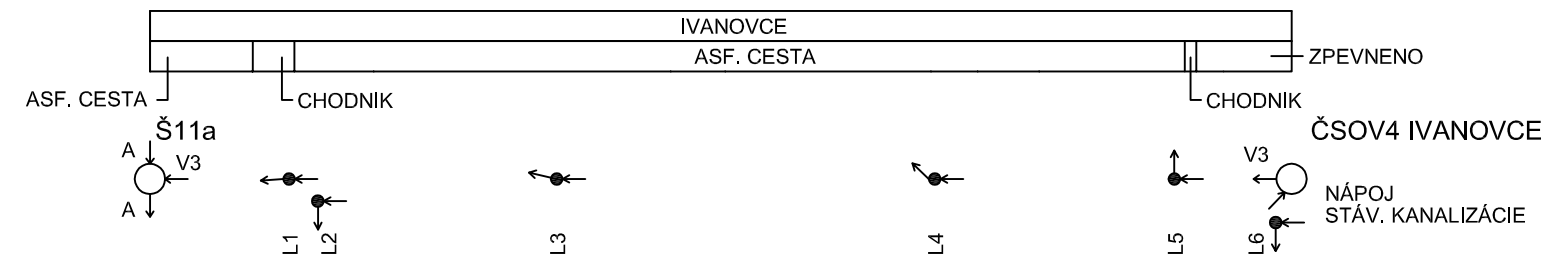 IVANOVCE
ASF. CESTA
ZPEVNENO
ASF. CESTA
CHODNIK
CHODNIK
Š11a
ČSOV4 IVANOVCE
A
V3
V3
A
NÁPOJ
STÁV. KANALIZÁCIE
L1
L2
L3
L4
L5
L6